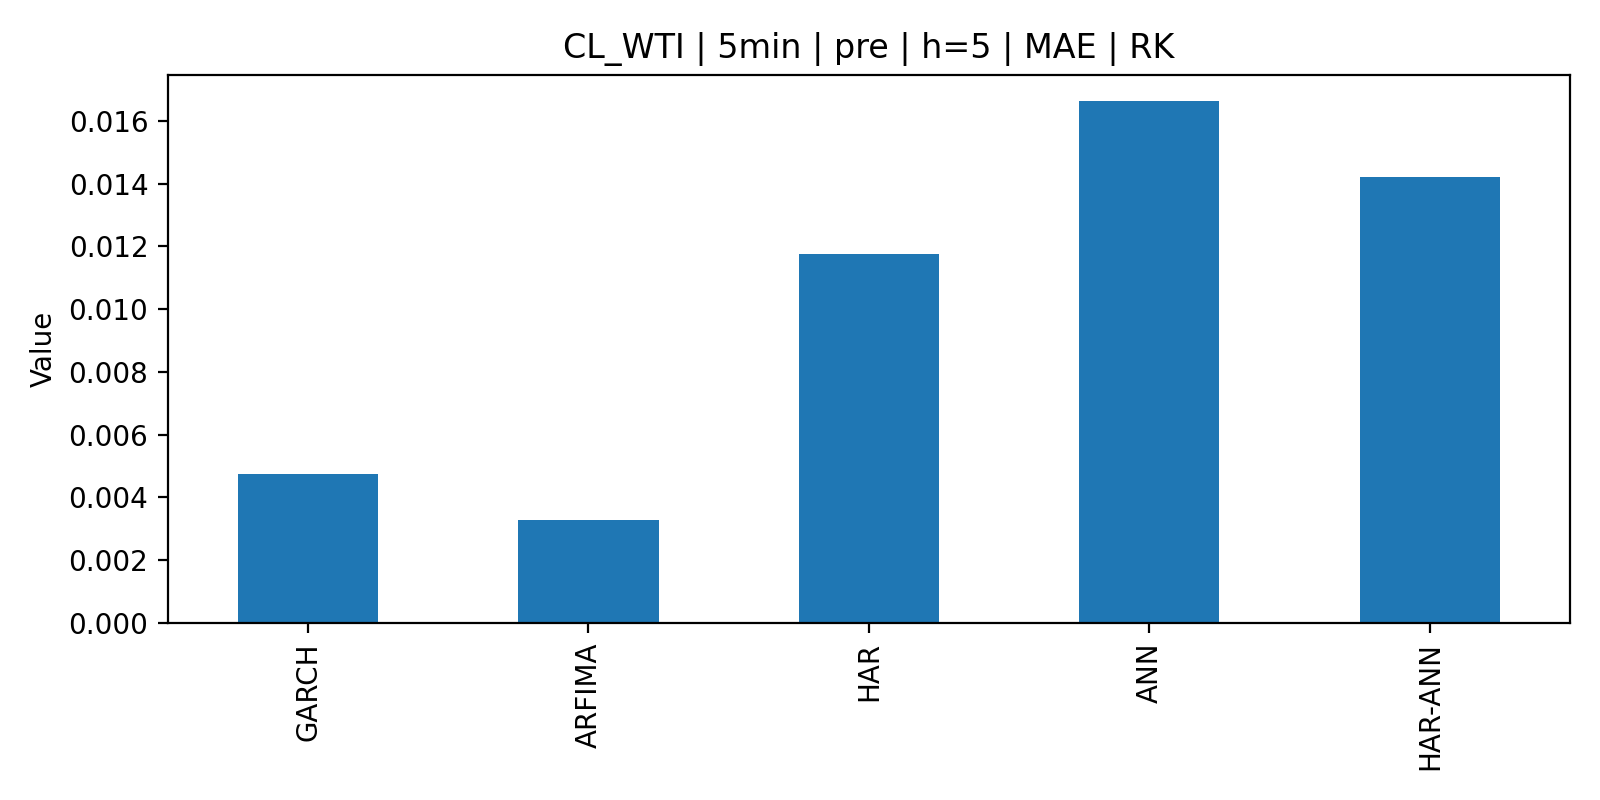 CL_WTI | 5min | pre | h=5 | MAE | RK
Value
0.016
0.014
0.012
0.010
0.008
0.006
0.004
0.002
0.000
GARCH
ARFIMA
HAR
ANN
HAR-ANN